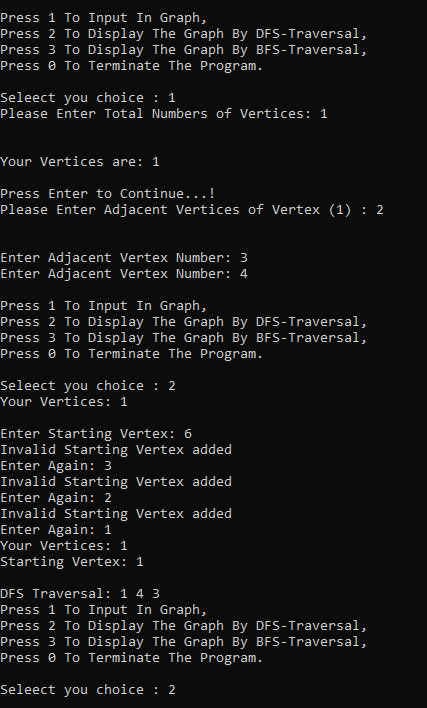 Press 1 To Input In Graph,
Press 2 To Display The Graph By DFS-Traversal,
Press 3 To Display The Graph By BFS-Traversal,
Press 0 To Terminate The Program.
Seleect you choice : 1
Please Enter Total Numbers of Vertices: 1
Your Vertices are: 1
Press Enter to Continue...!
Please Enter Adjacent Vertices of Vertex (1) : 2
Enter Adjacent Vertex Number: 3
Enter Adjacent Vertex Number: 4
Press 1 To Input In Graph,
Press 2 To Display The Graph By DFS-Traversal,
Press 3 To Display The Graph By BFS-Traversal,
Press 0 To Terminate The Program.
Seleect you choice : 2
Your Vertices: 1
Enter Starting Vertex: 6
Invalid Starting Vertex added
Enter Again: 3
Invalid Starting Vertex added
Enter Again: 2
Invalid Starting Vertex added
Enter Again: 1
Your Vertices: 1
Starting Vertex: 1
DFS Traversal: 1 4 3
Press 1 To Input In Graph,
Press 2 To Display The Graph By DFS-Traversal,
Press 3 To Display The Graph By BFS-Traversal,
Press 0 To Terminate The Program.
Seleect you choice : 2